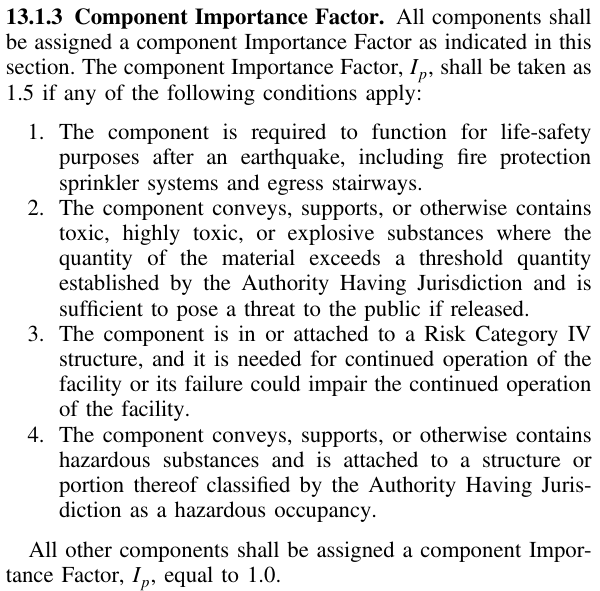 13.1.3 Component Importance Factor. All components shall
be assigned a component Importance Factor as indicated in this
section. The component Importance Factor, Ip, shall be taken as
1.5 if any of the following conditions apply:
1. The component is required to function for life-safety
purposes after an earthquake, including fire protection
sprinkler systems and egress stairways.
2. The component conveys, supports, or otherwise contains
toxic, highly toxic, or explosive substances where the
quantity of the material exceeds a threshold quantity
established by the Authority Having Jurisdiction and is
sufficient to pose a threat to the public if released.
3. The component is in or attached to a Risk Category IV
structure, and it is needed for continued operation of the
facility or its failure could impair the continued operation
of the facility.
4. The component conveys, supports, or otherwise contains
hazardous substances and is attached to a structure or
portion thereof classified by the Authority Having Juris-
diction as a hazardous occupancy.
All other components shall be assigned a component Impor-
tance Factor, Ip, equal to 1.0.